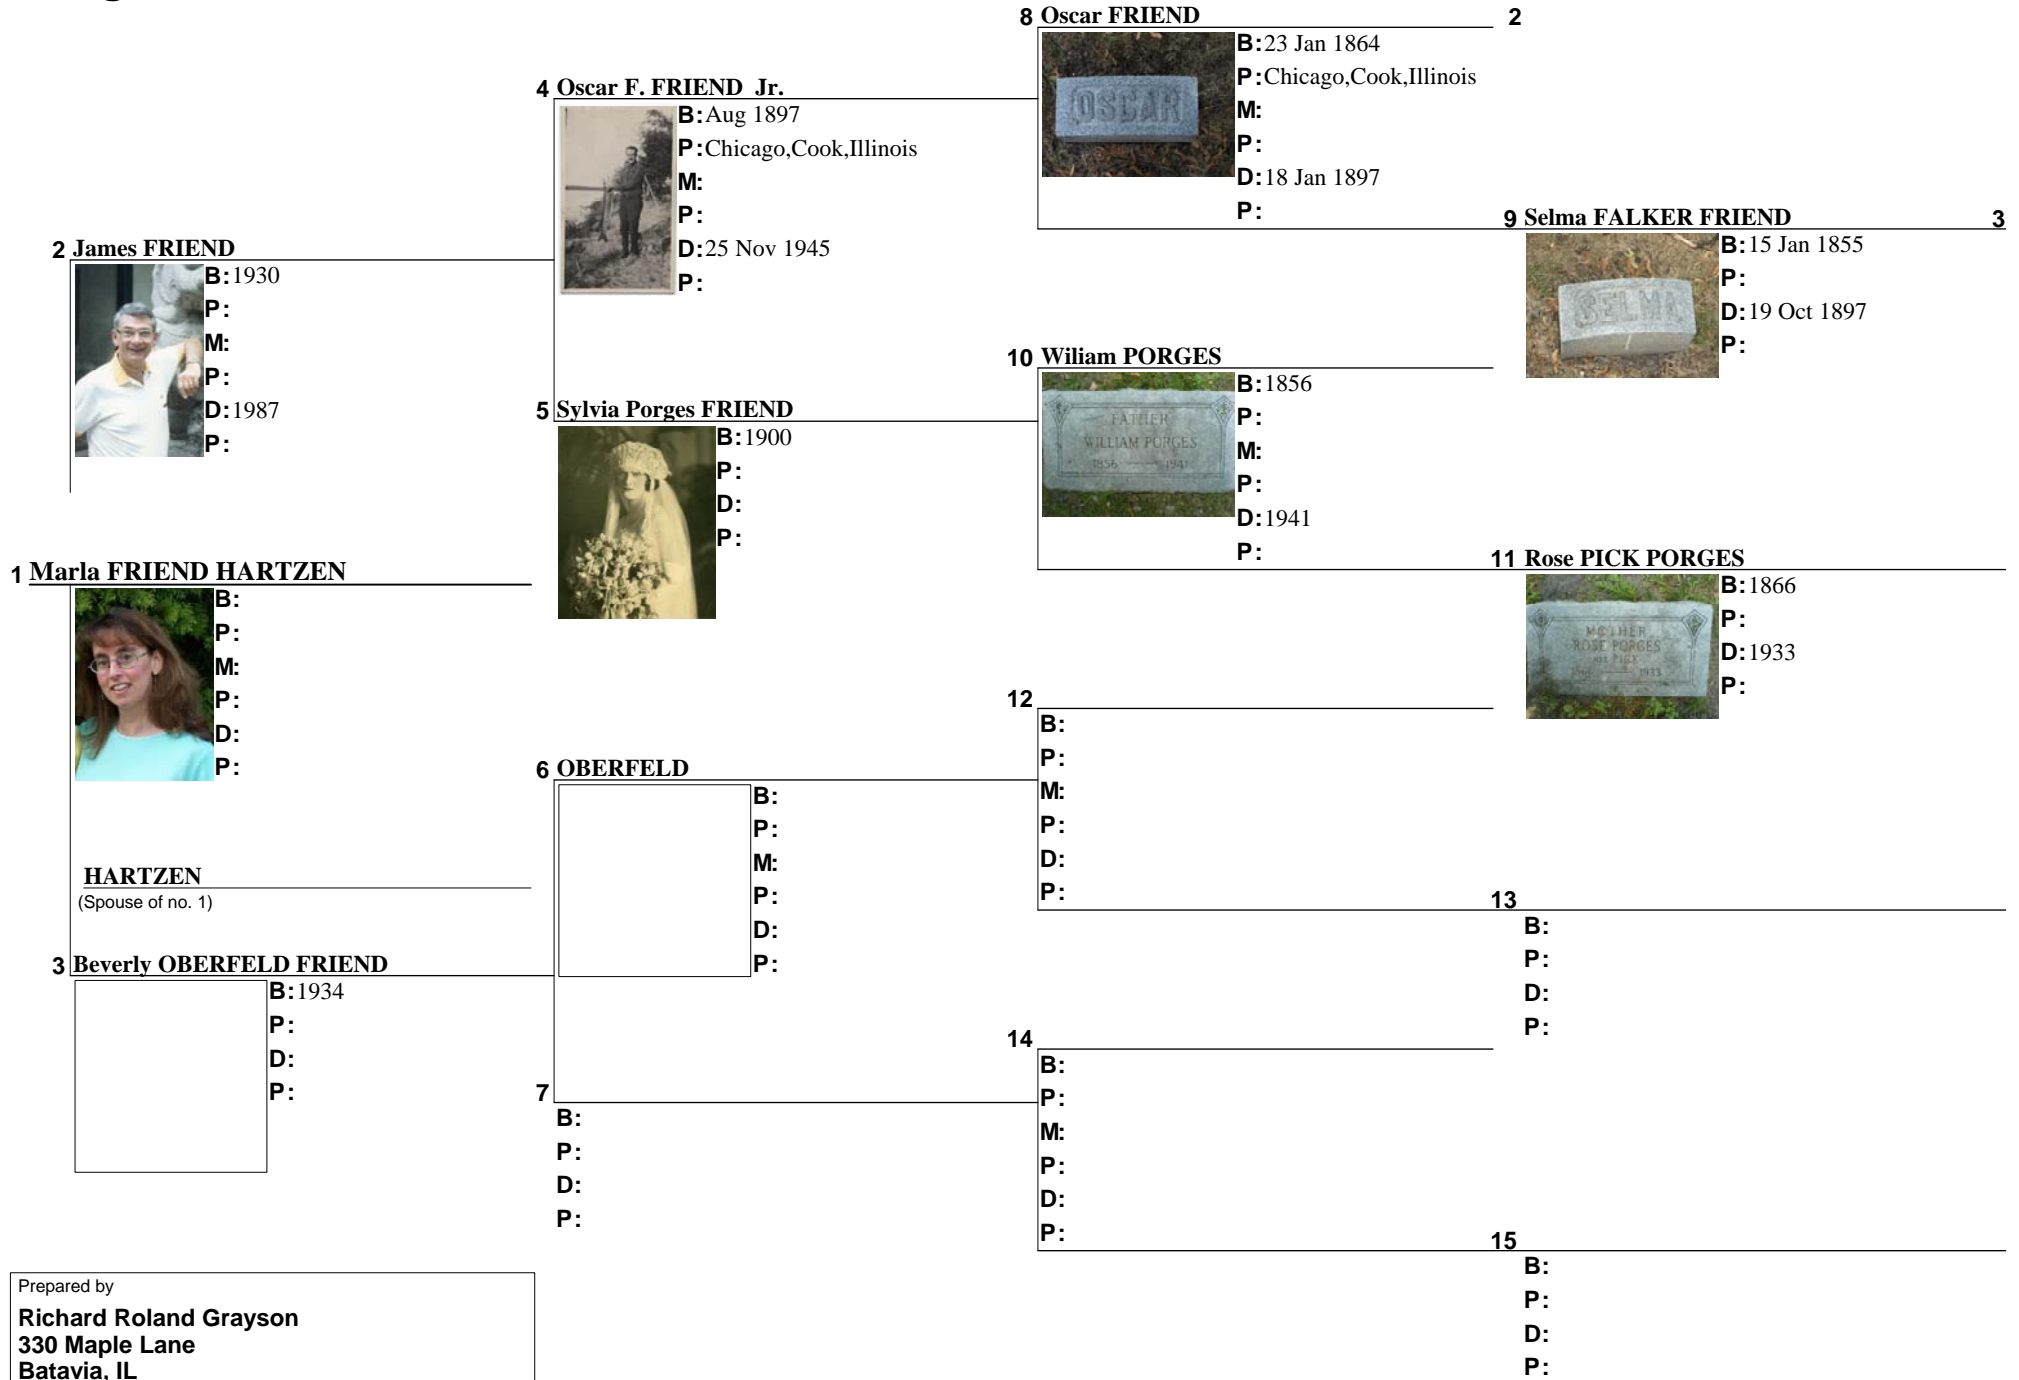 8 Oscar FRIEND 2
B:23 Jan 1864
P:Chicago,Cook,Illinois
M:
P:
D:18 Jan 1897
P:
OSCAR
4 Oscar F. FRIEND Jr.
B:Aug 1897
P:Chicago,Cook,Illinois
M:
P:
D:25 Nov 1945
P:
9 Selma FALKER FRIEND 3
B:15 Jan 1855
P:
D:19 Oct 1897
P:
SELMA
2 James FRIEND
B:1930
P:
M:
P:
D:1987
P:
10 Wiliam PORGES
B:1856
P:
M:
P:
D:1941
P:
FATHER
WILLIAM PORGES
1856 1941
5 Sylvia Porges FRIEND
B:1900
P:
D:
P:
11 Rose PICK PORGES
B:1866
P:
D:1933
P:
MOTHER
ROSE PORGES
NEE PICK
1866 1933
1 Marla FRIEND HARTZEN
B:
P:
M:
P:
D:
P:
12
B:
P:
M:
P:
D:
P:
6 OBERFELD
B:
P:
M:
P:
D:
P:
HARTZEN
(Spouse of no. 1)
13
B:
P:
D:
P:
3 Beverly OBERFELD FRIEND
B:1934
P:
D:
P:
14
B:
P:
M:
P:
D:
P:
7
B:
P:
D:
P:
15
B:
P:
D:
P:
Prepared by
Richard Roland Grayson
330 Maple Lane
Batavia, IL